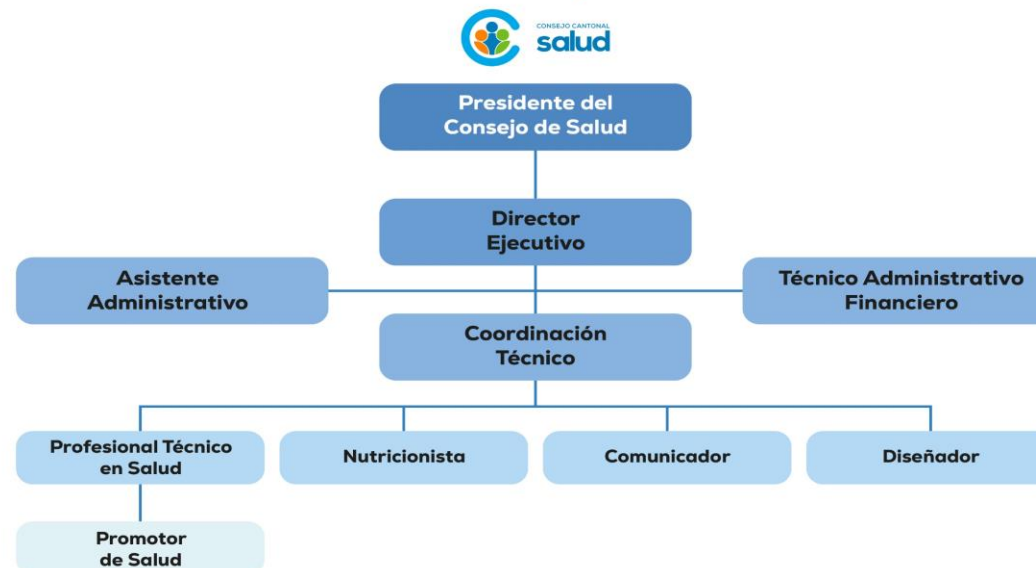 CONSEJO CANTONAL
salud
Presidente del
Consejo de Salud
Director
Ejecutivo
Asistente
Administrativo
Técnico Administrativo
Financiero
Coordinación
Técnico
Profesional Técnico
en Salud
Nutricionista
Comunicador
Diseñador
Promotor
de Salud